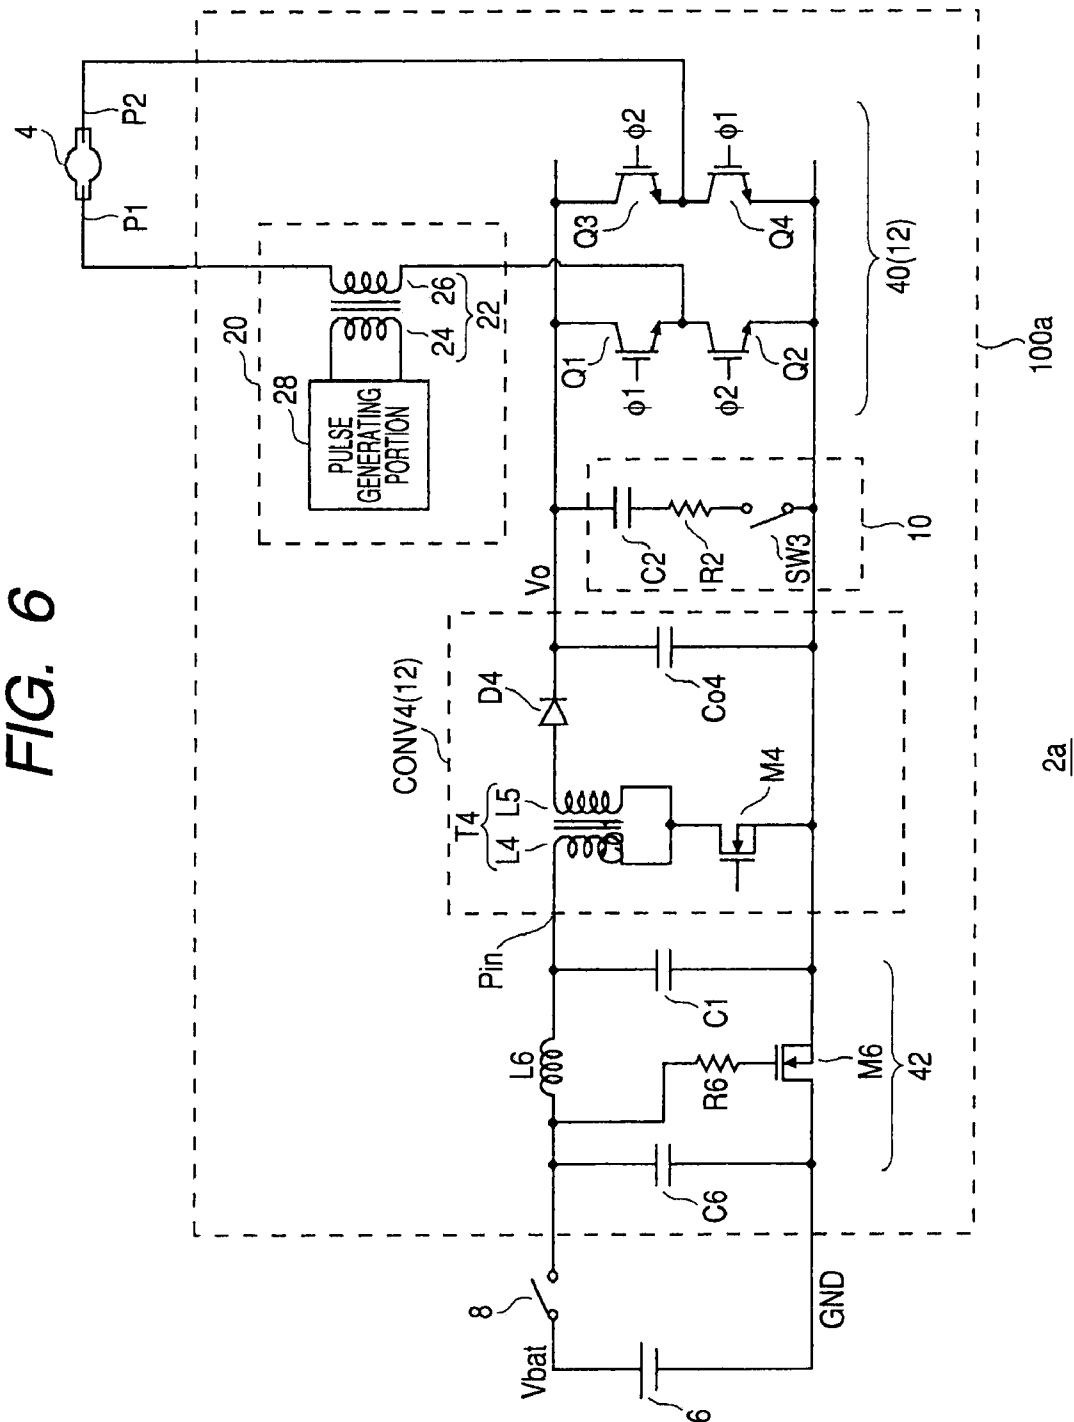 FIG. 6
4
P1
P2
20
28
PULSE
GENERATING
PORTION
24
26
22
CONV4(12)
T4
L4
L5
D4
Vo
Q1
φ1
φ2
Q2
Q3
φ2
φ1
Q4
8
Vbat
6
GND
L6
Pin
C6
R6
M6
C1
42
M4
Co4
C2
R2
SW3
10
40(12)
100a
2a